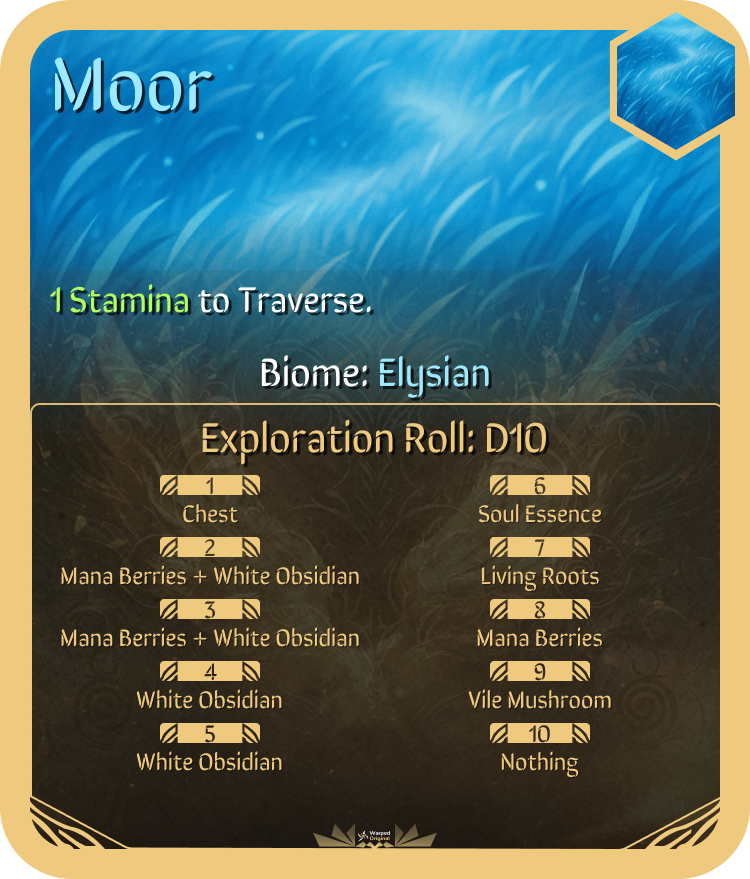 Moor
1 Stamina to Traverse.
Biome: Elysian
Exploration Roll: D10
1
Chest
2
Mana Berries + White Obsidian
3
Mana Berries + White Obsidian
4
White Obsidian
5
White Obsidian
6
Soul Essence
7
Living Roots
8
Mana Berries
9
Vile Mushroom
10
Nothing
Warped
Original